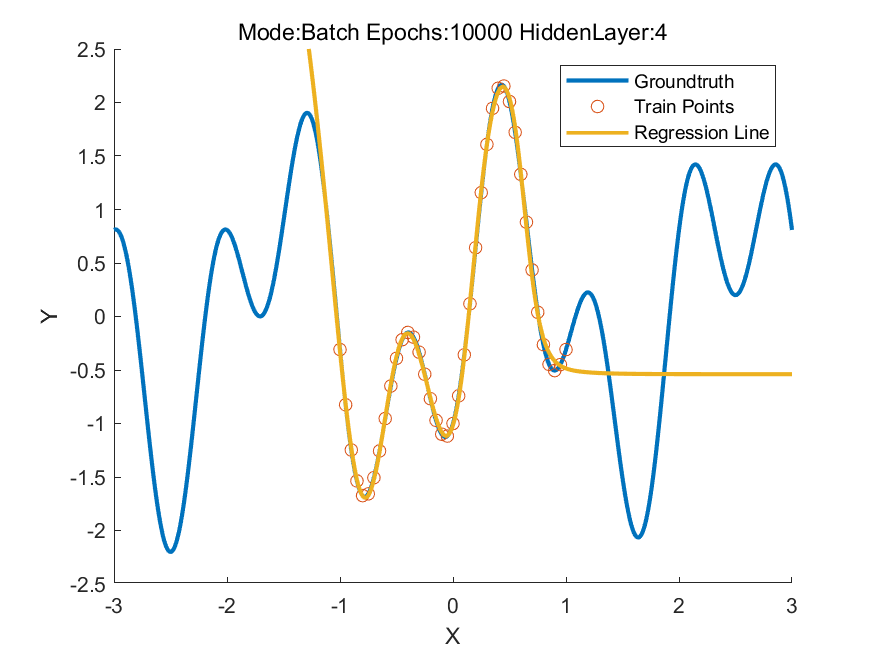 Mode:Batch Epochs:10000 HiddenLayer:4
2.5
2
1.5
1
0.5
0
-0.5
-1
-1.5
-2
-2.5
Y
Groundtruth
Train Points
Regression Line
-3 -2 -1 0 1 2 3
X